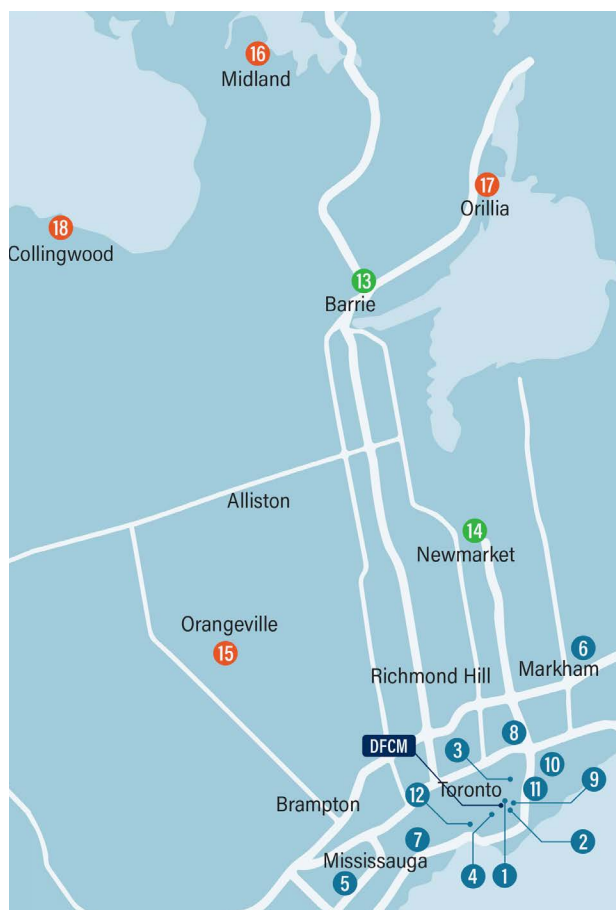 16
Midland
17
Orillia
18
Collingwood
13
Barrie
Alliston
14
Newmarket
Orangeville
15
6
Markham
Richmond Hill
8
DFCM
3
10
Toronto
11
9
12
Brampton
7
2
Mississauga
4
1
5